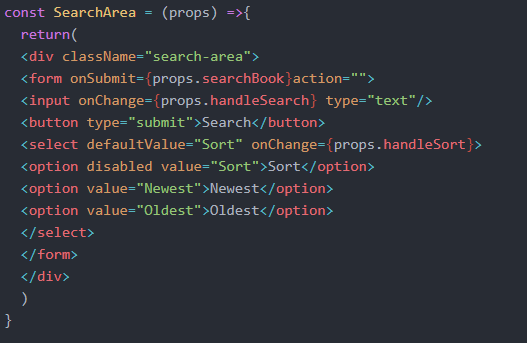 const SearchArea = (props) =>{
return(
<div className="search-area">
<form onSubmit={props.searchBook}action="">
<input onChange={props.handleSearch} type="text"/>
<button type="submit">Search</button>
<select defaultValue="Sort" onChange={props.handleSort}>
<option disabled value="Sort">Sort</option>
<option value="Newest">Newest</option>
<option value="Oldest">Oldest</option>
</select>
</form>
</div>
)
}